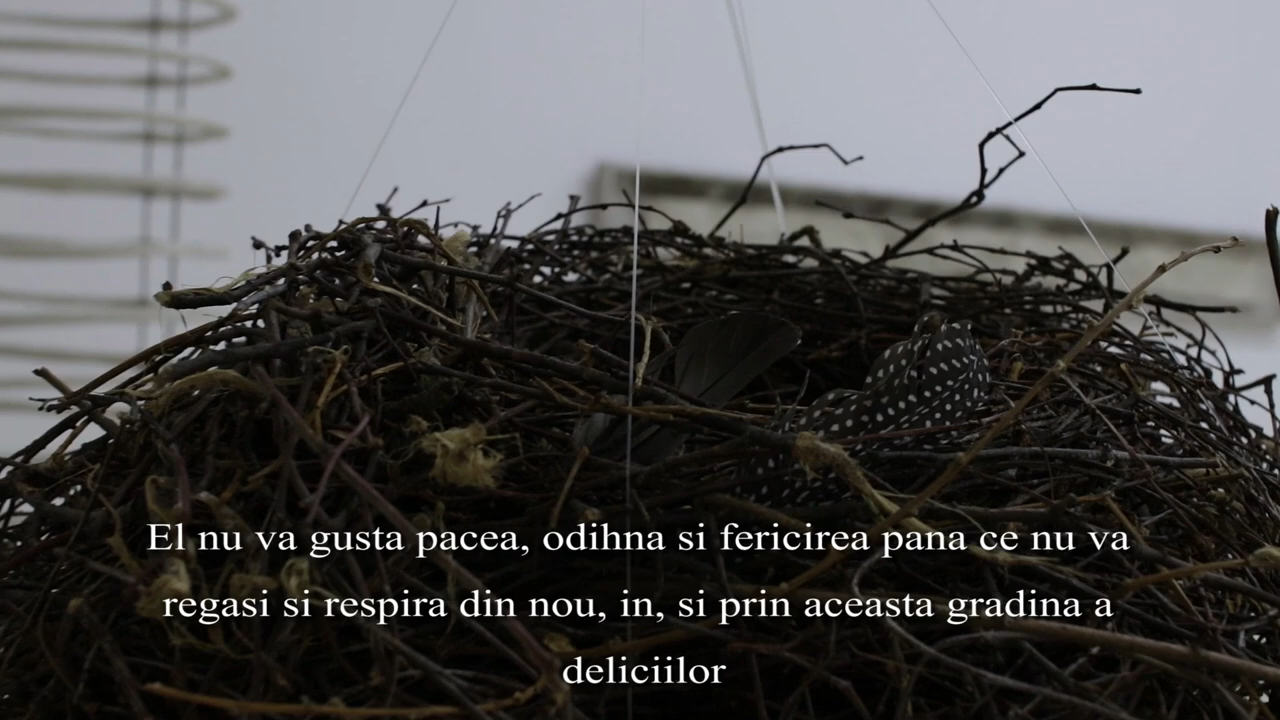 El nu va gusta pacea, odihna si fericirea pana ce nu va
regasi si respira din nou, in, si prin aceasta gradina a
deliciilor